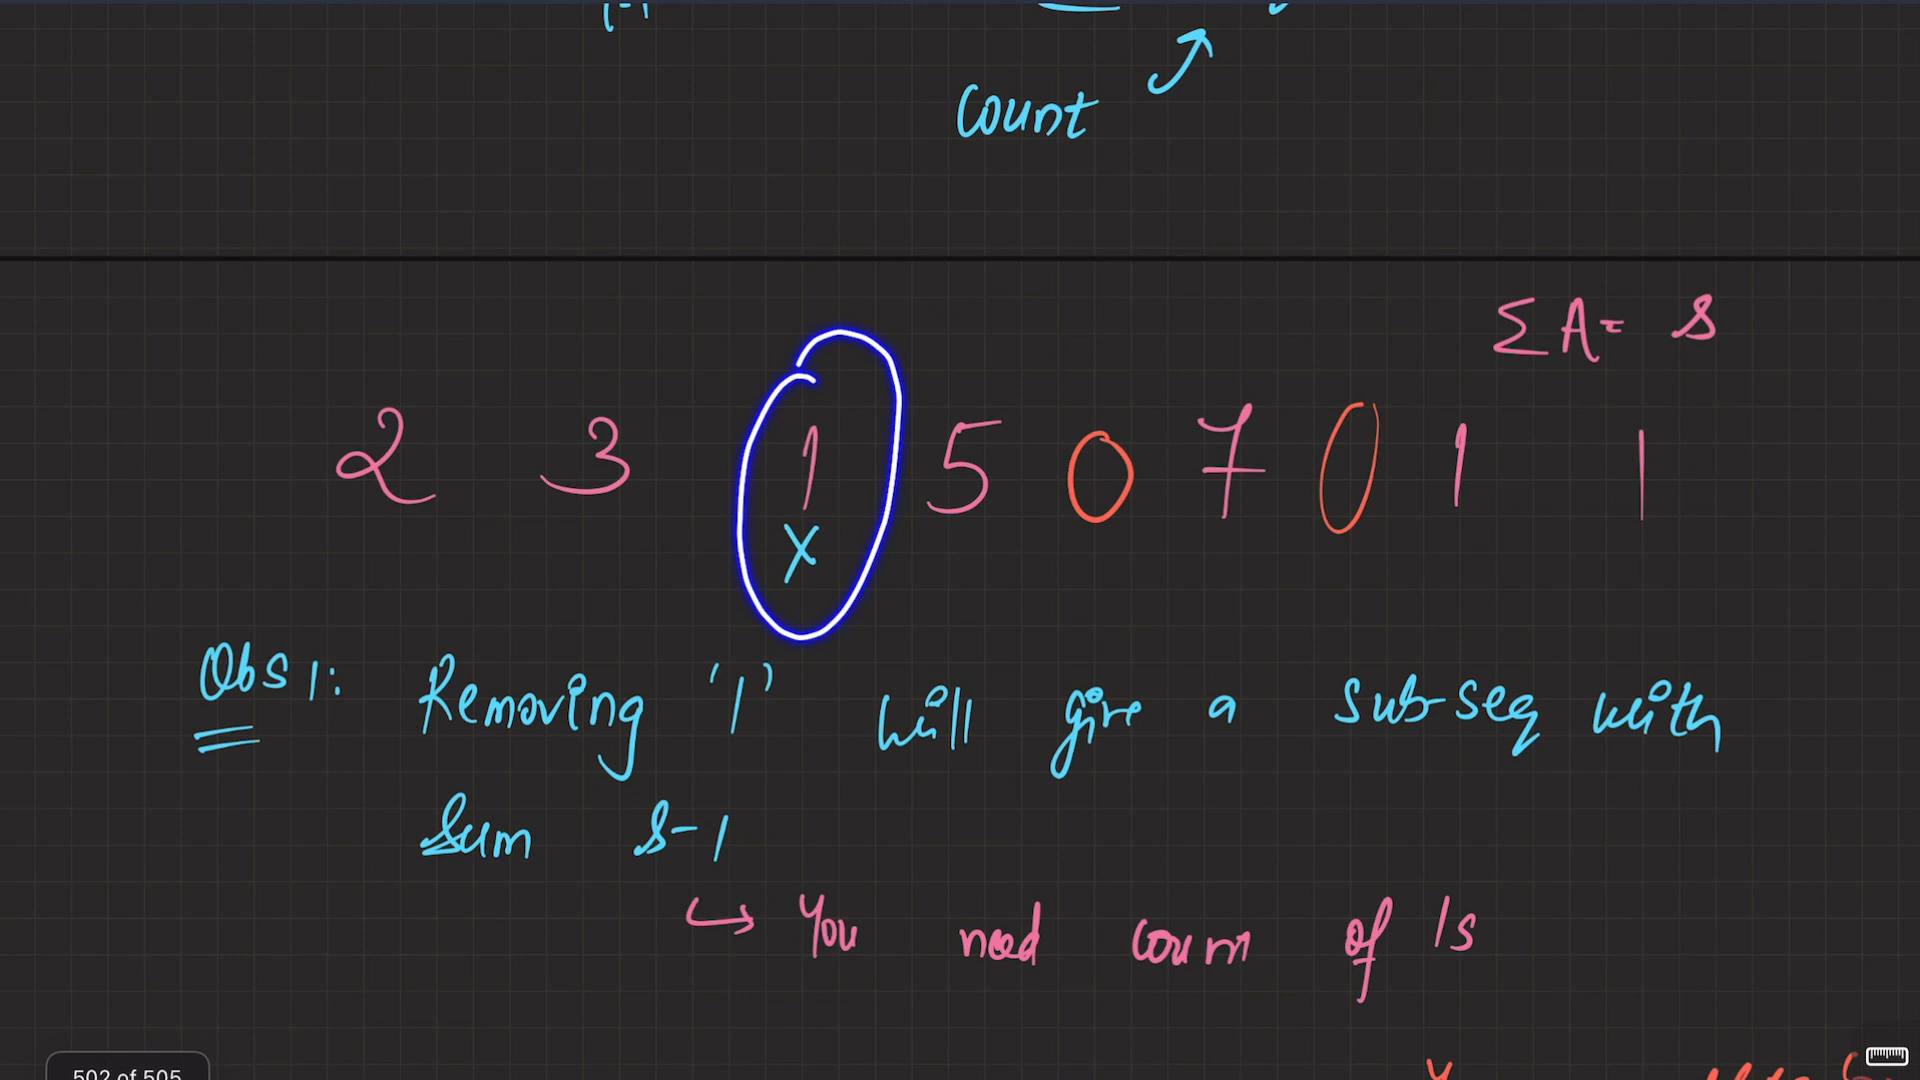 Count
ΣA= S
2 3 1 5 0 7 0 1 1
X
Obs 1: Removing '1' will give a sub-seq with
sum S-1
↪ You need count of 1s
502 of 505